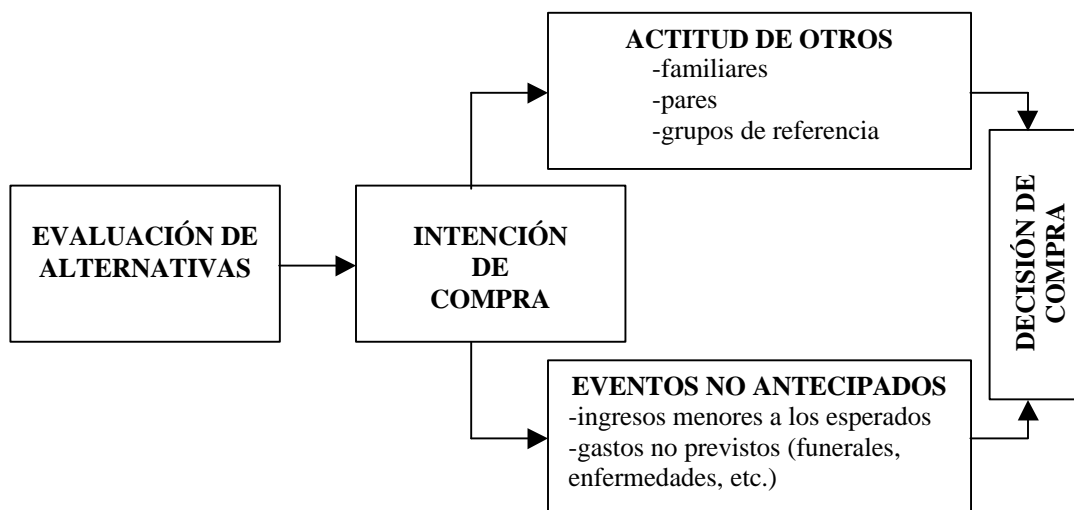 EVALUACIÓN DE
ALTERNATIVAS
INTENCIÓN
DE
COMPRA
ACTITUD DE OTROS
-familiares
-pares
-grupos de referencia
EVENTOS NO ANTECIPADOS
-ingresos menores a los esperados
-gastos no previstos (funerales,
enfermedades, etc.)
DECISIÓN DE
COMPRA